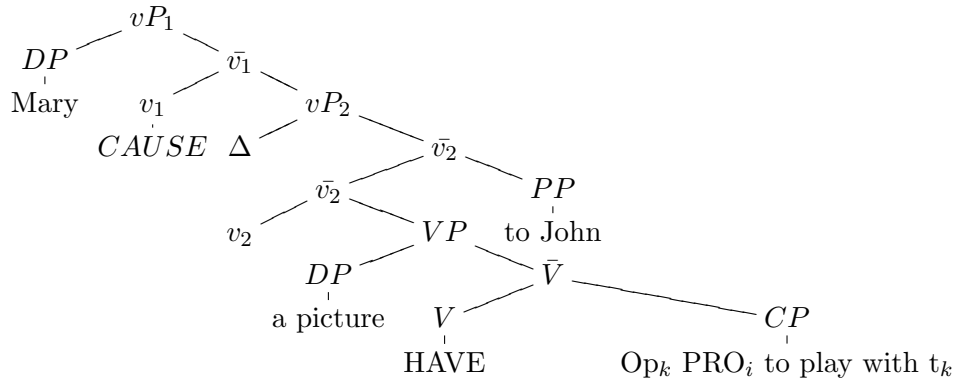 vP₁
DP v̄₁
Mary v₁ vP₂
CAUSE Δ v̄₂
v̄₂ PP
v₂ VP to John
DP V̄
a picture V CP
HAVE Opₖ PROᵢ to play with tₖ